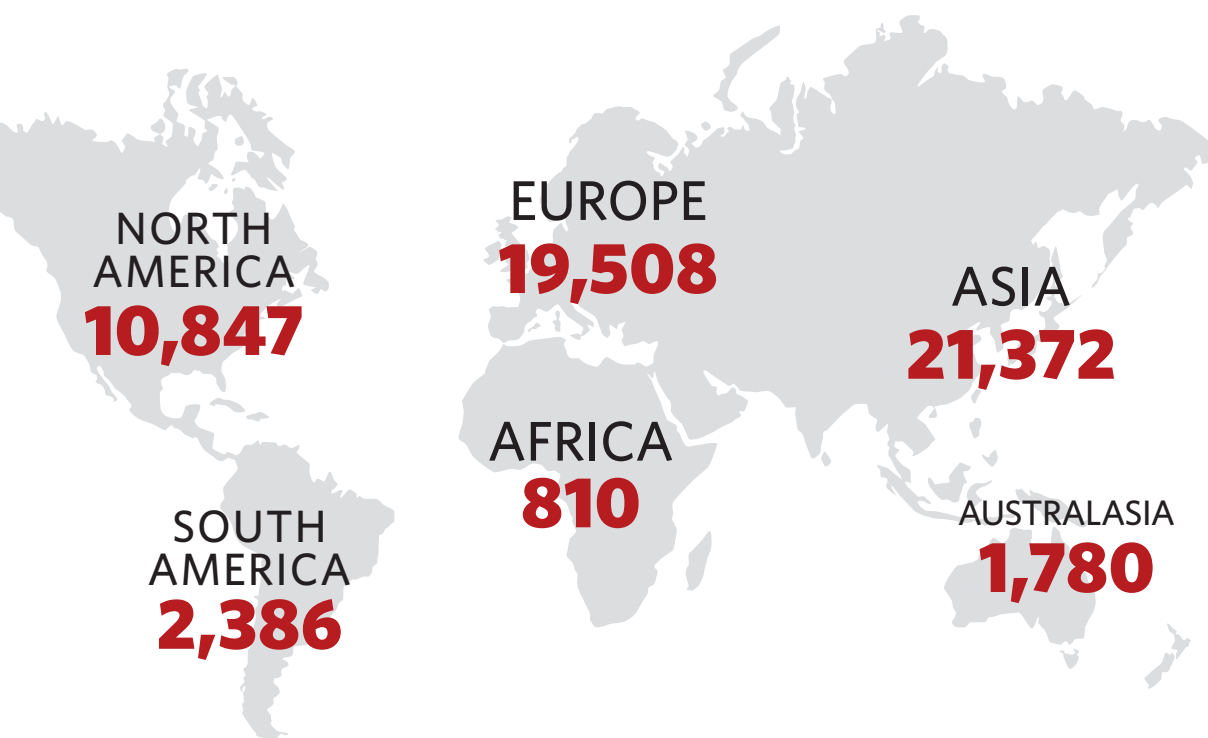 NORTH
AMERICA
10,847
EUROPE
19,508
ASIA
21,372
AFRICA
810
SOUTH
AMERICA
2,386
AUSTRALASIA
1,780